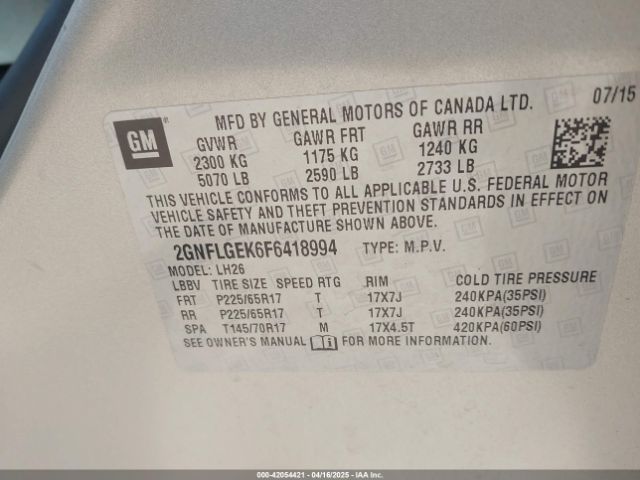 MFD BY GENERAL MOTORS OF CANADA LTD. 07/15
GM
GVWR GAWR FRT GAWR RR
2300 KG 1175 KG 1240 KG
5070 LB 2590 LB 2733 LB
THIS VEHICLE CONFORMS TO ALL APPLICABLE U.S. FEDERAL MOTOR
VEHICLE SAFETY AND THEFT PREVENTION STANDARDS IN EFFECT ON
THE DATE OF MANUFACTURE SHOWN ABOVE.
2GNFLGEK6F6418994 TYPE: M.P.V.
MODEL: LH26
LBBV TIRE SIZE SPEED RTG RIM COLD TIRE PRESSURE
FRT P225/65R17 T 17X7J 240KPA(35PSI)
RR P225/65R17 T 17X7J 240KPA(35PSI)
SPA T145/70R17 M 17X4.5T 420KPA(60PSI)
SEE OWNER'S MANUAL FOR MORE INFORMATION.
000-42054421 - 04/16/2025 - IAAI.com - Copyright